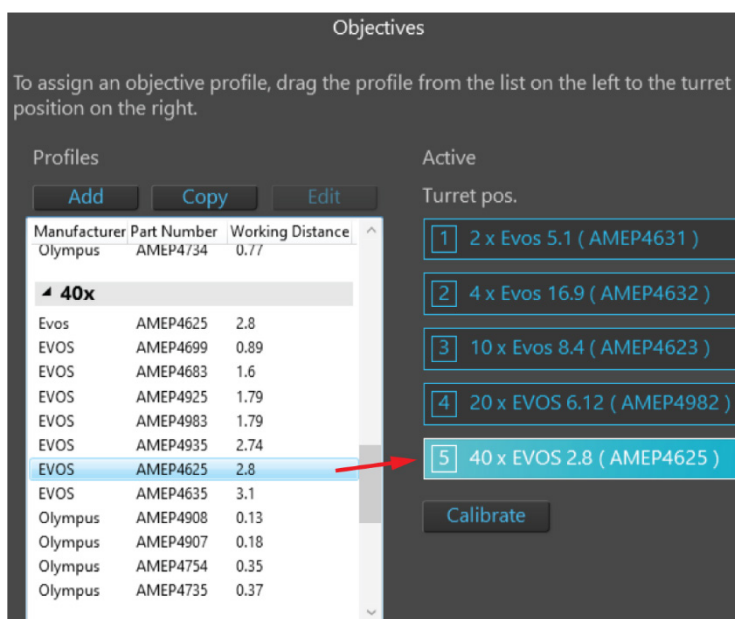 Objectives
To assign an objective profile, drag the profile from the list on the left to the turret
position on the right.
Profiles
Add Copy Edit
Manufacturer Part Number Working Distance
Olympus AMEP4734 0.77
40x
Evos AMEP4625 2.8
EVOS AMEP4699 0.89
EVOS AMEP4683 1.6
EVOS AMEP4925 1.79
EVOS AMEP4983 1.79
EVOS AMEP4935 2.74
EVOS AMEP4625 2.8
EVOS AMEP4635 3.1
Olympus AMEP4908 0.13
Olympus AMEP4907 0.18
Olympus AMEP4754 0.35
Olympus AMEP4735 0.37
Active
Turret pos.
1 2 x Evos 5.1 ( AMEP4631 )
2 4 x Evos 16.9 ( AMEP4632 )
3 10 x Evos 8.4 ( AMEP4623 )
4 20 x EVOS 6.12 ( AMEP4982 )
5 40 x EVOS 2.8 ( AMEP4625 )
Calibrate